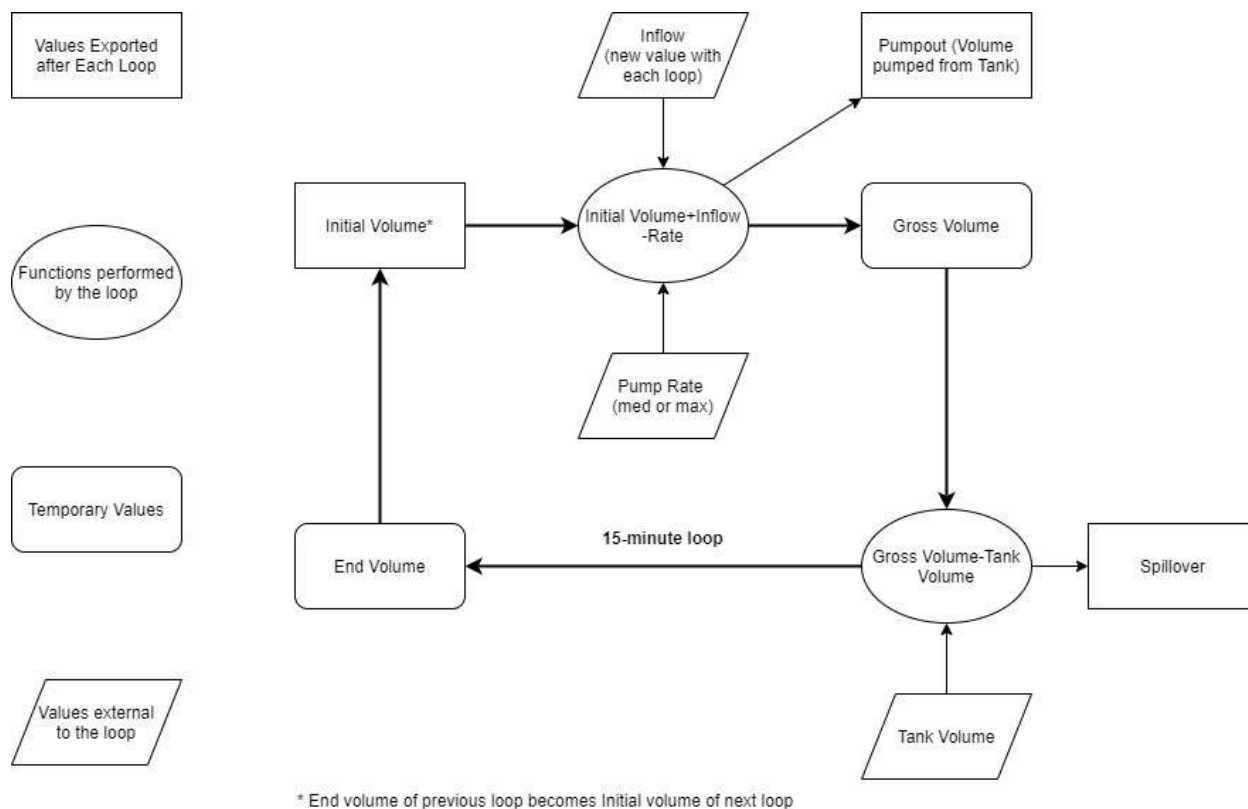 Values Exported
after Each Loop
Inflow
(new value with
each loop)
Pumpout (Volume
pumped from Tank)
Functions performed
by the loop
Initial Volume*
Initial Volume+Inflow
-Rate
Gross Volume
Pump Rate
(med or max)
Temporary Values
End Volume
15-minute loop
Gross Volume-Tank
Volume
Spillover
Values external
to the loop
Tank Volume
* End volume of previous loop becomes Initial volume of next loop